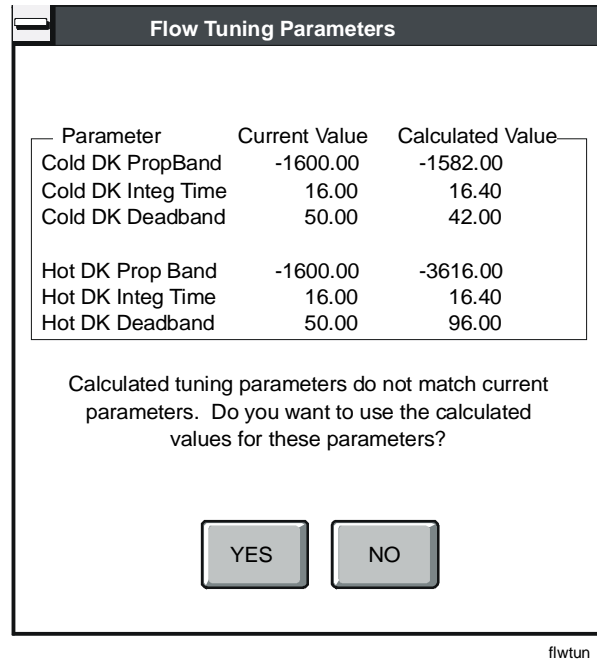 Flow Tuning Parameters
Parameter Current Value Calculated Value
Cold DK PropBand -1600.00 -1582.00
Cold DK Integ Time 16.00 16.40
Cold DK Deadband 50.00 42.00
Hot DK Prop Band -1600.00 -3616.00
Hot DK Integ Time 16.00 16.40
Hot DK Deadband 50.00 96.00
Calculated tuning parameters do not match current
parameters. Do you want to use the calculated
values for these parameters?
YES NO
flwtun